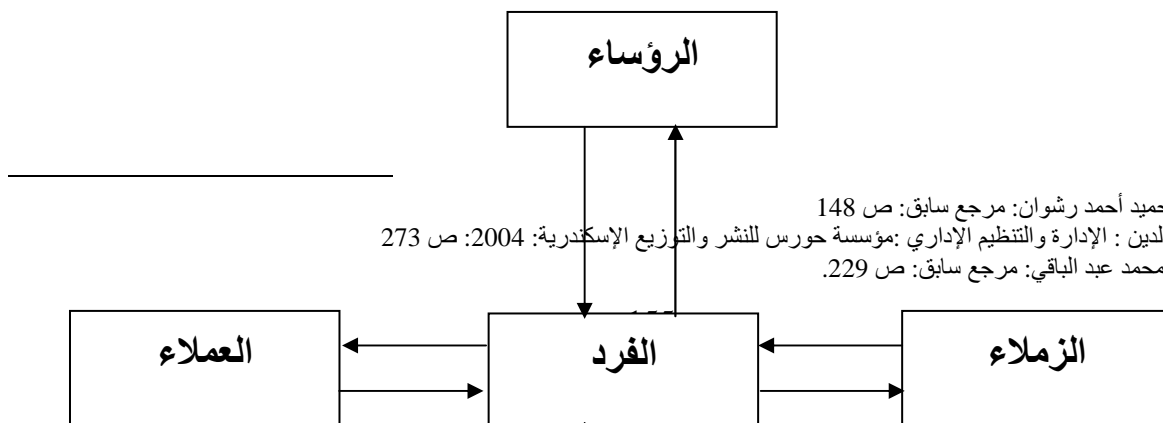 الرؤساء
حميد أحمد رشوان: مرجع سابق: ص 148
لدين : الإدارة والتنظيم الإداري :مؤسسة حورس للنشر والتوزيع الإسكندرية: 2004: ص 273
محمد عبد الباقي: مرجع سابق: ص 229.
الزملاء
الفرد
العملاء